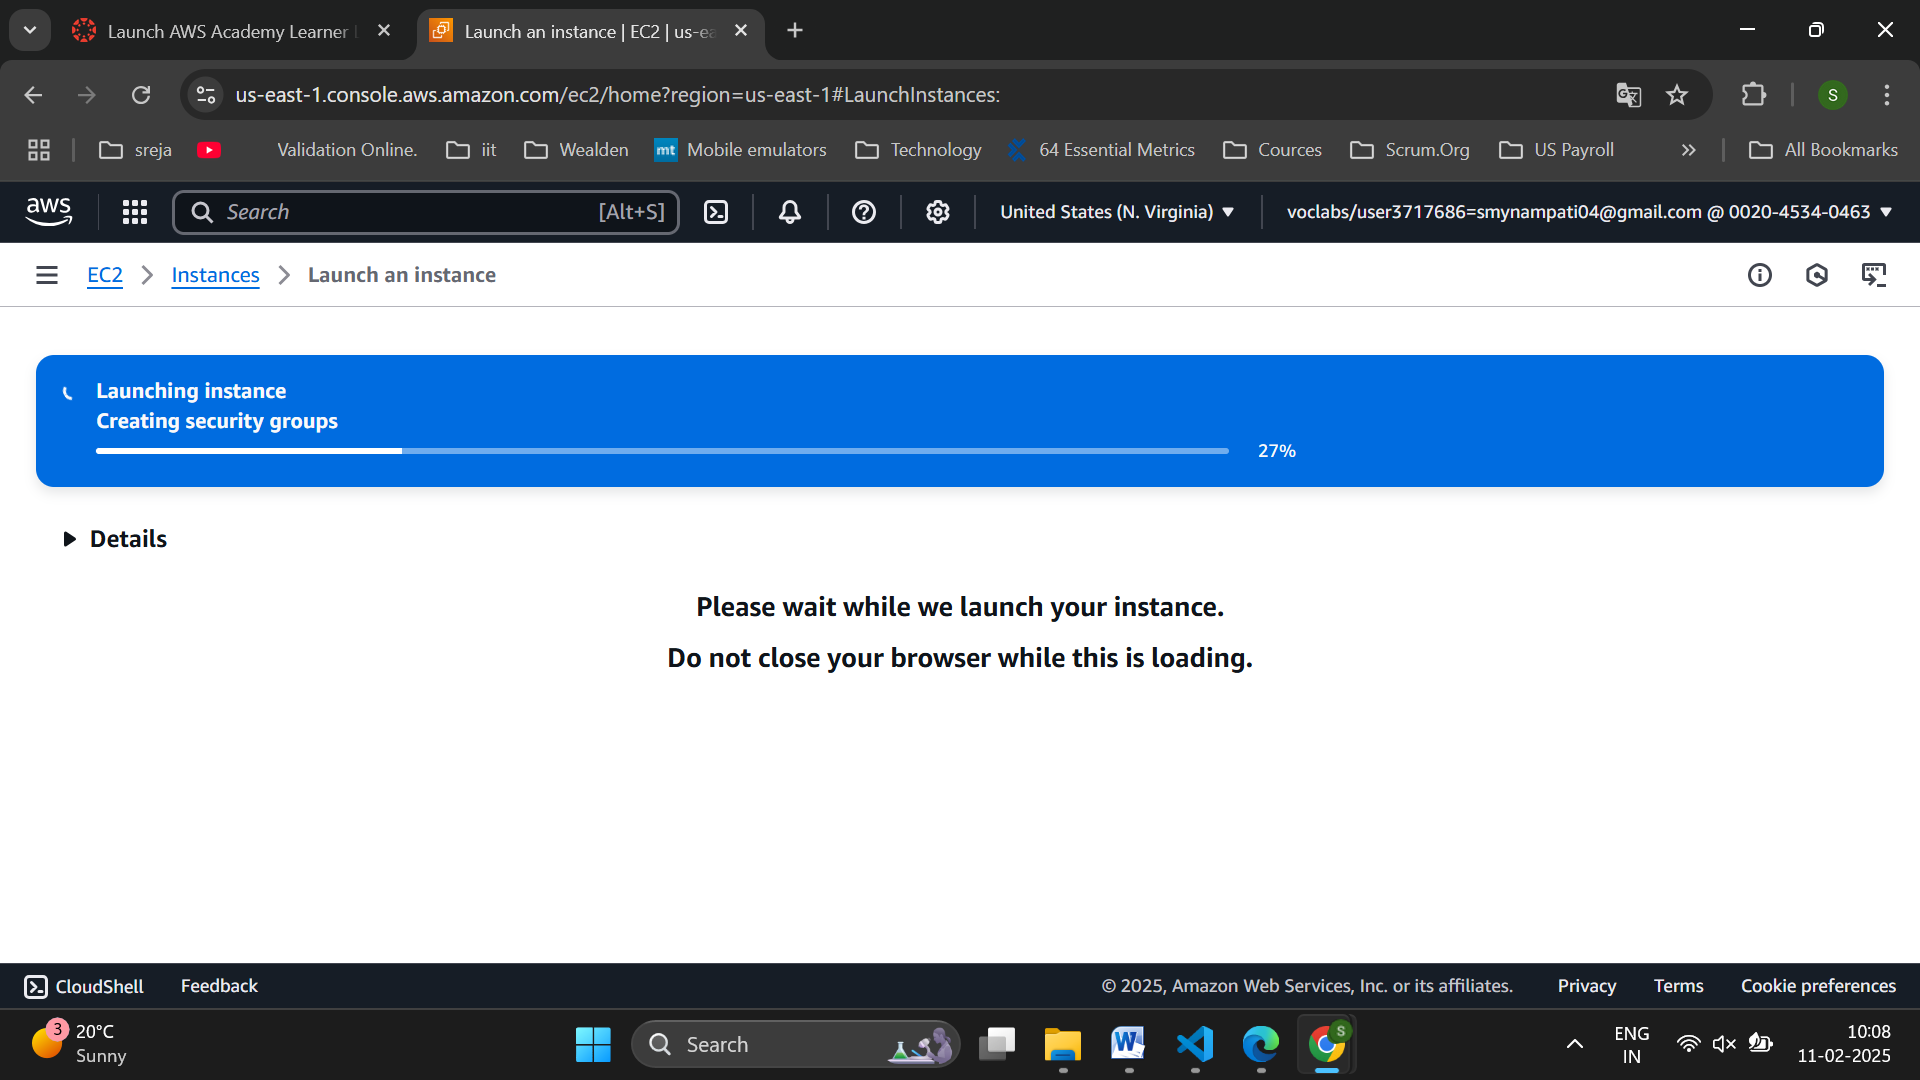 Launch AWS Academy Learner L
Launch an instance | EC2 | us-ea
us-east-1.console.aws.amazon.com/ec2/home?region=us-east-1#LaunchInstances:
S
sreja
Validation Online.
iit
Wealden
mt
Mobile emulators
Technology
64 Essential Metrics
Cources
Scrum.Org
US Payroll
All Bookmarks
aws
Search
[Alt+S]
United States (N. Virginia)
voclabs/user3717686=smynampati04@gmail.com @ 0020-4534-0463
EC2
Instances
Launch an instance
Launching instance
Creating security groups
27%
Details
Please wait while we launch your instance.
Do not close your browser while this is loading.
CloudShell
Feedback
© 2025, Amazon Web Services, Inc. or its affiliates.
Privacy
Terms
Cookie preferences
3
20°C
Sunny
Search
W
S
ENG
IN
10:08
11-02-2025